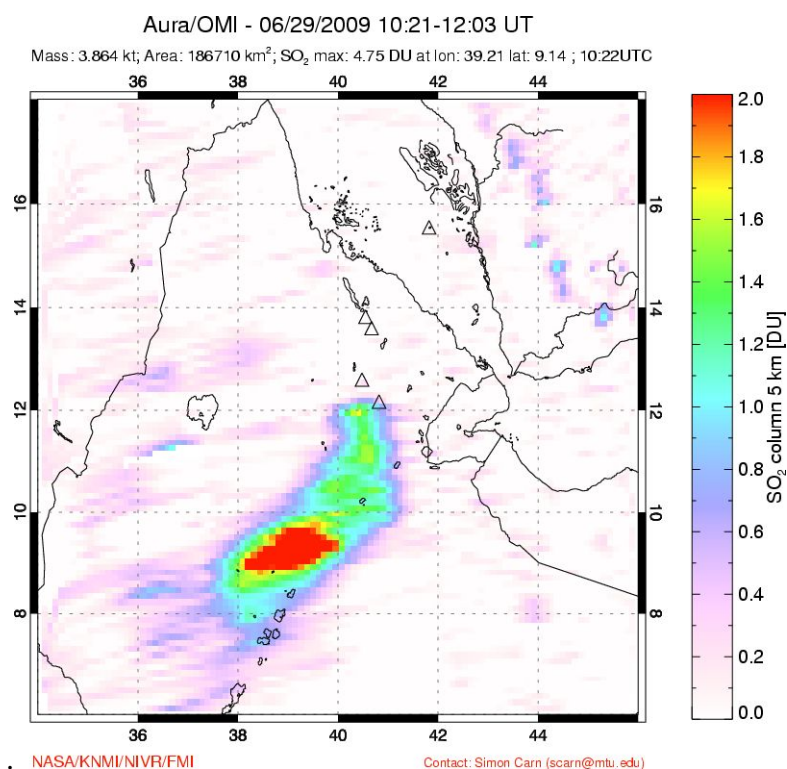 Aura/OMI - 06/29/2009 10:21-12:03 UT
Mass: 3.864 kt; Area: 186710 km²; SO₂ max: 4.75 DU at lon: 39.21 lat: 9.14 ; 10:22UTC
38 40 42 44
16 16
14 14
12 12
10 10
8 8
38 40 42 44
2.0
1.8
1.6
1.4
1.2
1.0
0.8
0.6
0.4
0.2
0.0
SO₂ column 5 km [DU]
NASA/KNMI/NIVR/FMI
Contact: Simon Carn (scarn@mtu.edu)